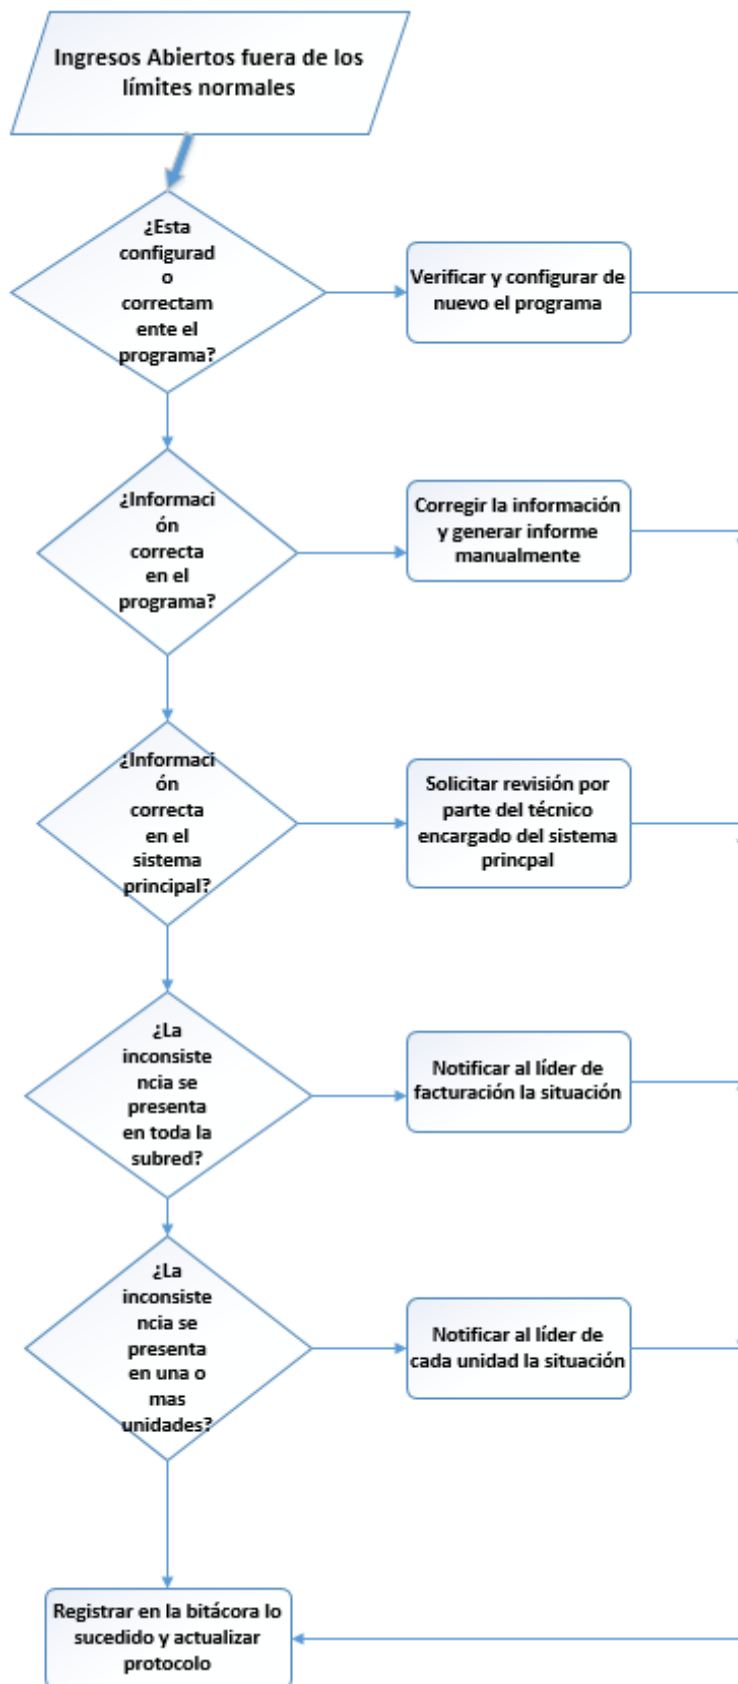 Ingresos Abiertos fuera de los
límites normales
¿Esta
configurad
o
correctam
ente el
programa?
Verificar y configurar de
nuevo el programa
¿Informaci
ón
correcta
en el
programa?
Corregir la información
y generar informe
manualmente
¿Informaci
ón
correcta
en el
sistema
principal?
Solicitar revisión por
parte del técnico
encargado del sistema
princpal
¿La
inconsiste
ncia se
presenta
en toda la
subred?
Notificar al líder de
facturación la situación
¿La
inconsiste
ncia se
presenta
en una o
mas
unidades?
Notificar al líder de
cada unidad la situación
Registrar en la bitácora lo
sucedido y actualizar
protocolo